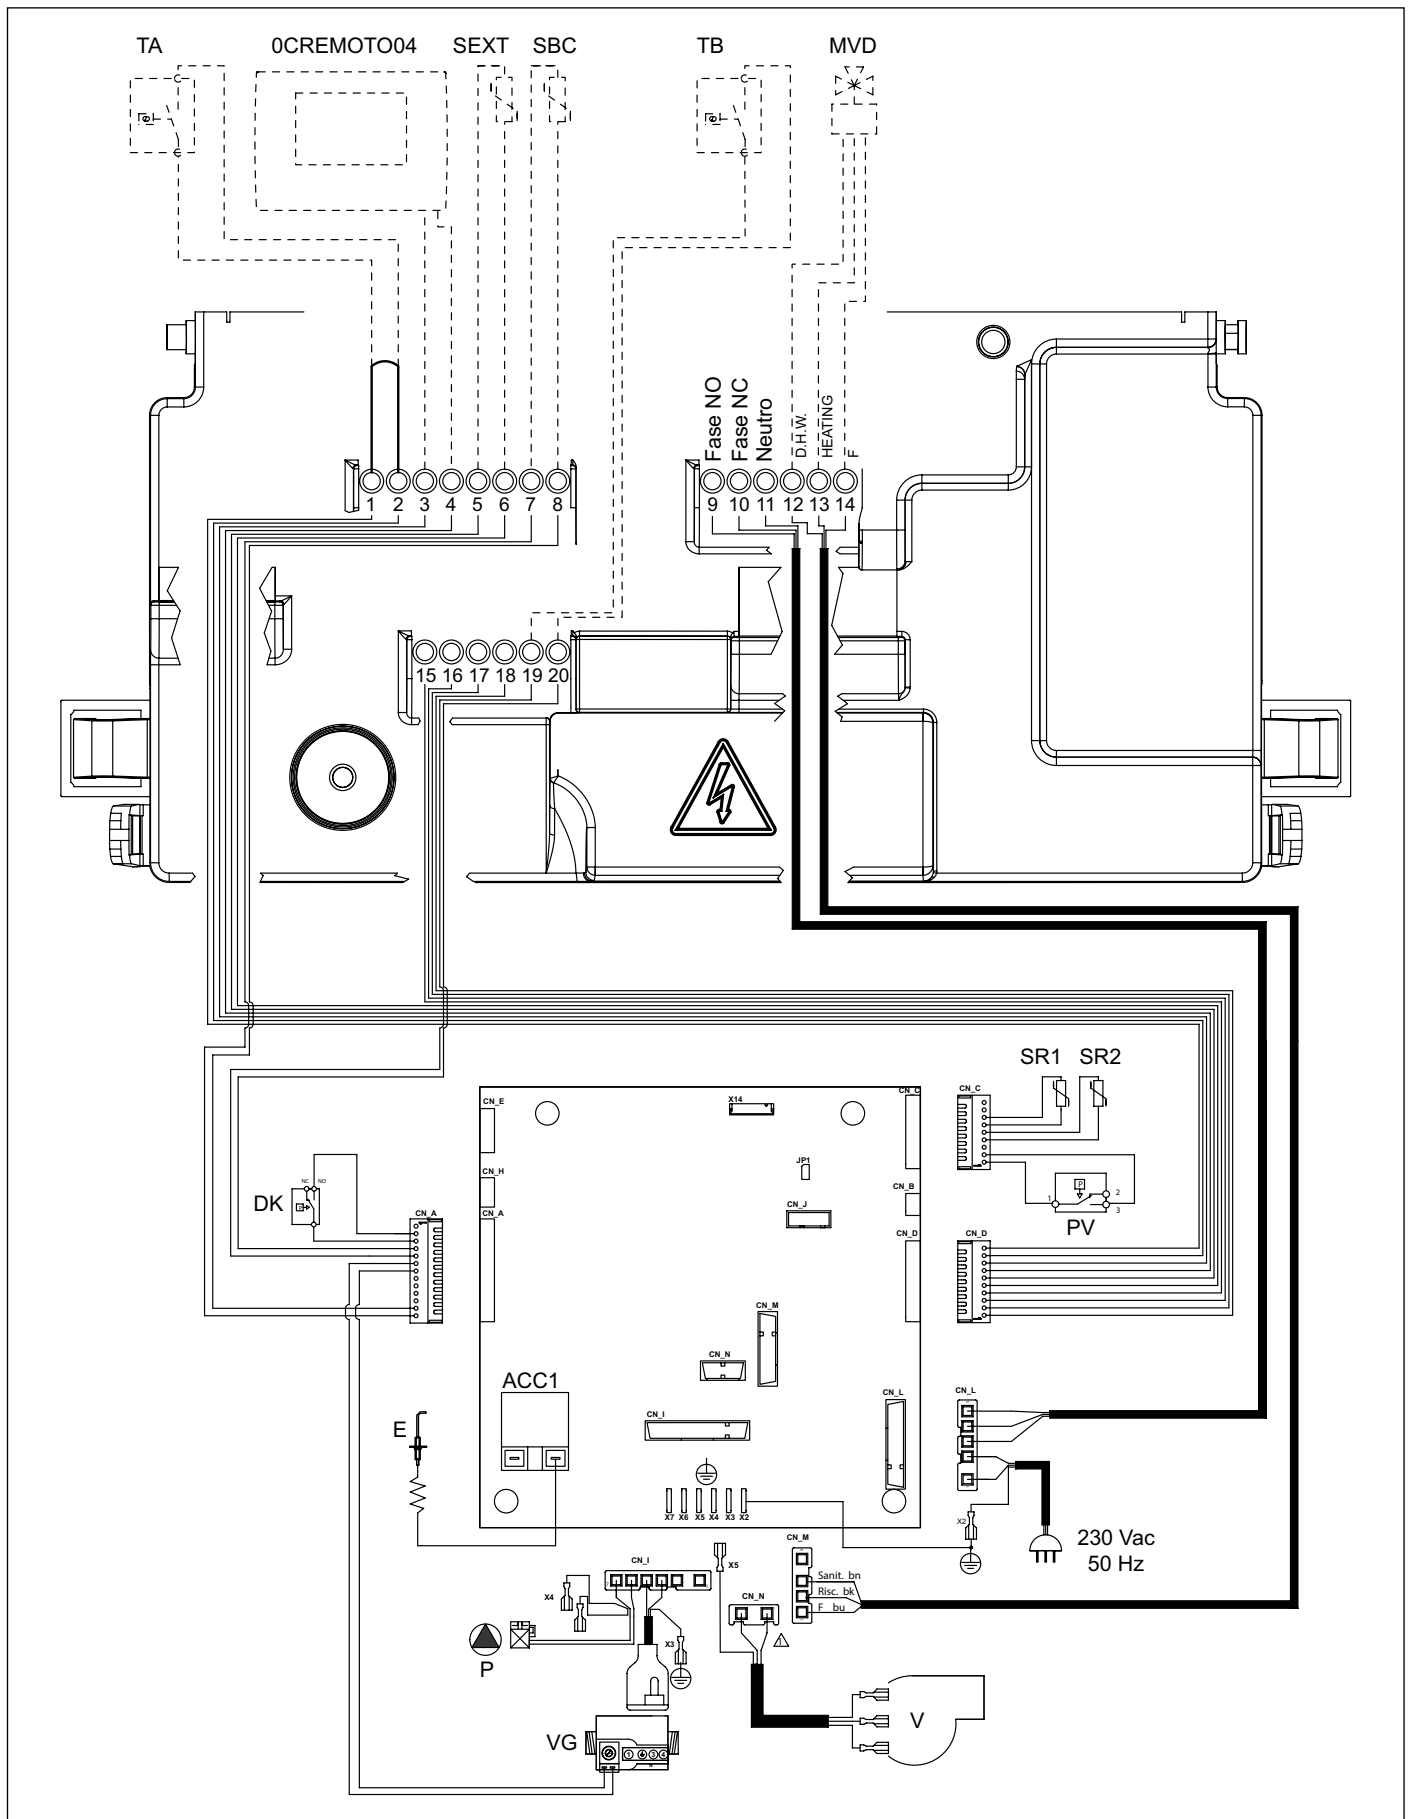 TA 0CREMOTO04 SEXT SBC TB MVD
Fase NO
Fase NC
Neutro
D.H.W.
HEATING
F
1 2 3 4 5 6 7 8
9 10 11 12 13 14
15 16 17 18 19 20
SR1 SR2
CN_E
X14
CN_C
CN_C
JP1
CN_H
CN_B
CN_A
CN_J
CN_D
NC NO
DK
CN_A
P
1 2 3
PV
CN_D
CN_M
CN_N
ACC1
CN_I
CN_L
CN_L
E
X7 X6 X5 X4 X3 X2
X2
230 Vac
50 Hz
CN_M
Sanit. bn
Risc. bk
F bu
CN_I
X5
X4
CN_N
X3
P
V
VG
1 3 4
N